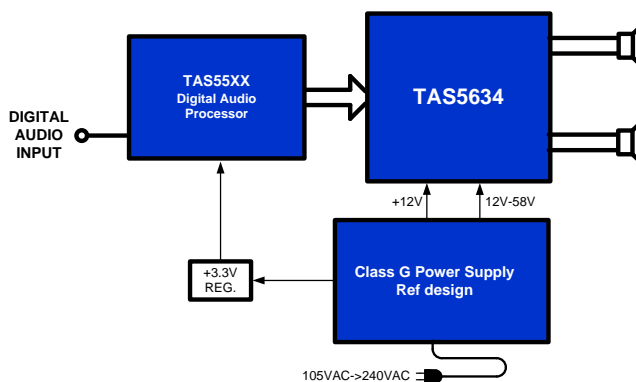 TAS55XX
Digital Audio
Processor
TAS5634
DIGITAL
AUDIO
INPUT
+12V
12V-58V
+3.3V
REG.
Class G Power Supply
Ref design
105VAC->240VAC